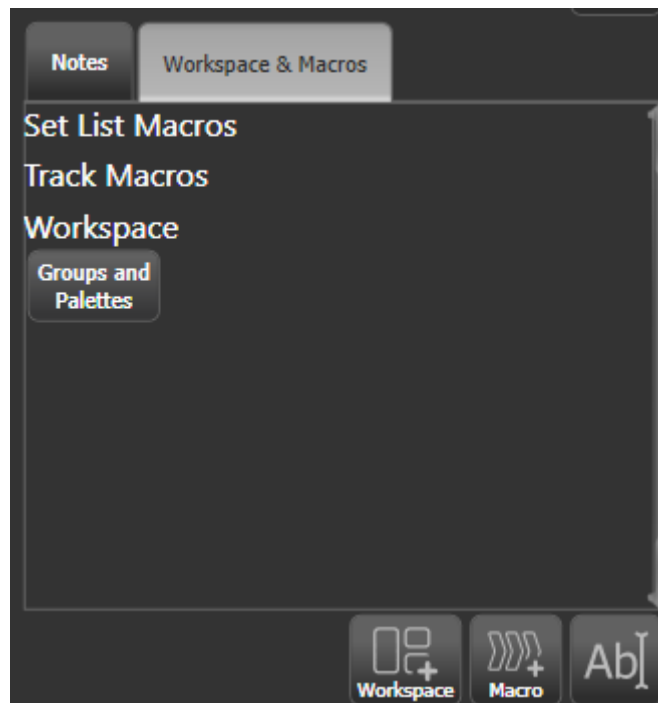 Notes
Workspace & Macros
Set List Macros
Track Macros
Workspace
Groups and
Palettes
Workspace
Macro
Ab